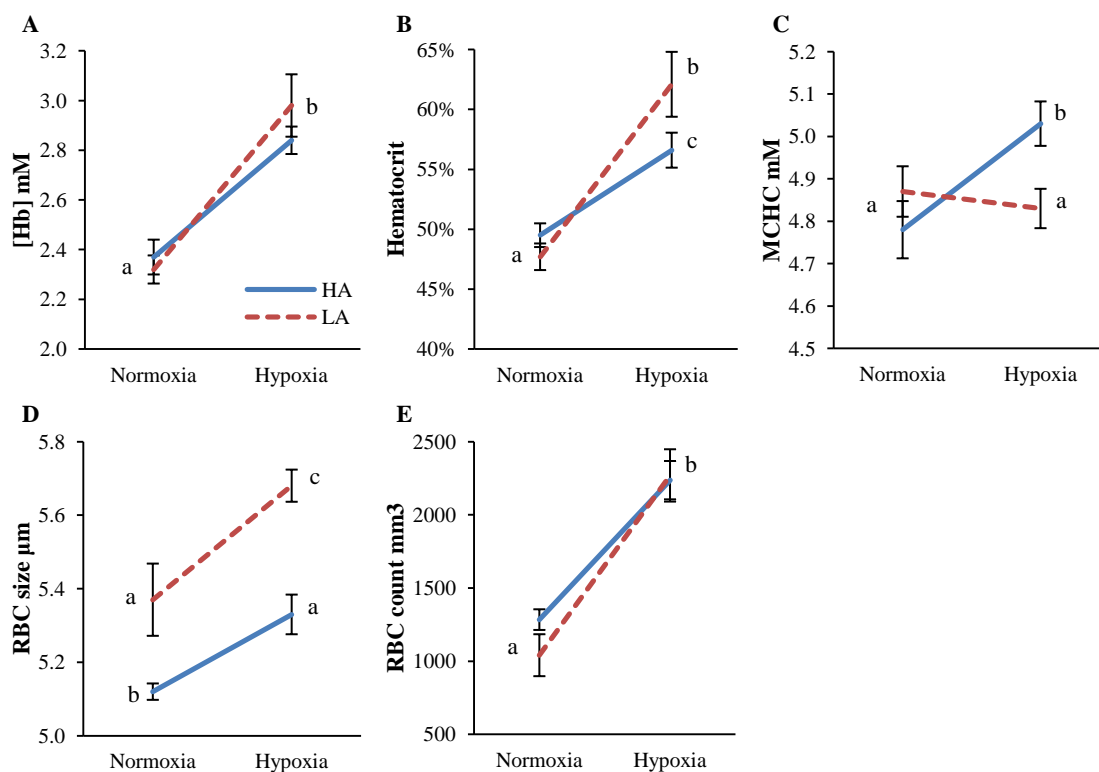 A
[Hb] mM
3.2
3.0
2.8
2.6
2.4
2.2
2.0
a
b
HA
LA
Normoxia Hypoxia
B
Hematocrit
65%
60%
55%
50%
45%
40%
a
b
c
Normoxia Hypoxia
C
MCHC mM
5.2
5.1
5.0
4.9
4.8
4.7
4.6
4.5
a
b
a
Normoxia Hypoxia
D
RBC size µm
5.8
5.6
5.4
5.2
5.0
a
c
b
a
Normoxia Hypoxia
E
RBC count mm3
2500
2000
1500
1000
500
a
b
Normoxia Hypoxia